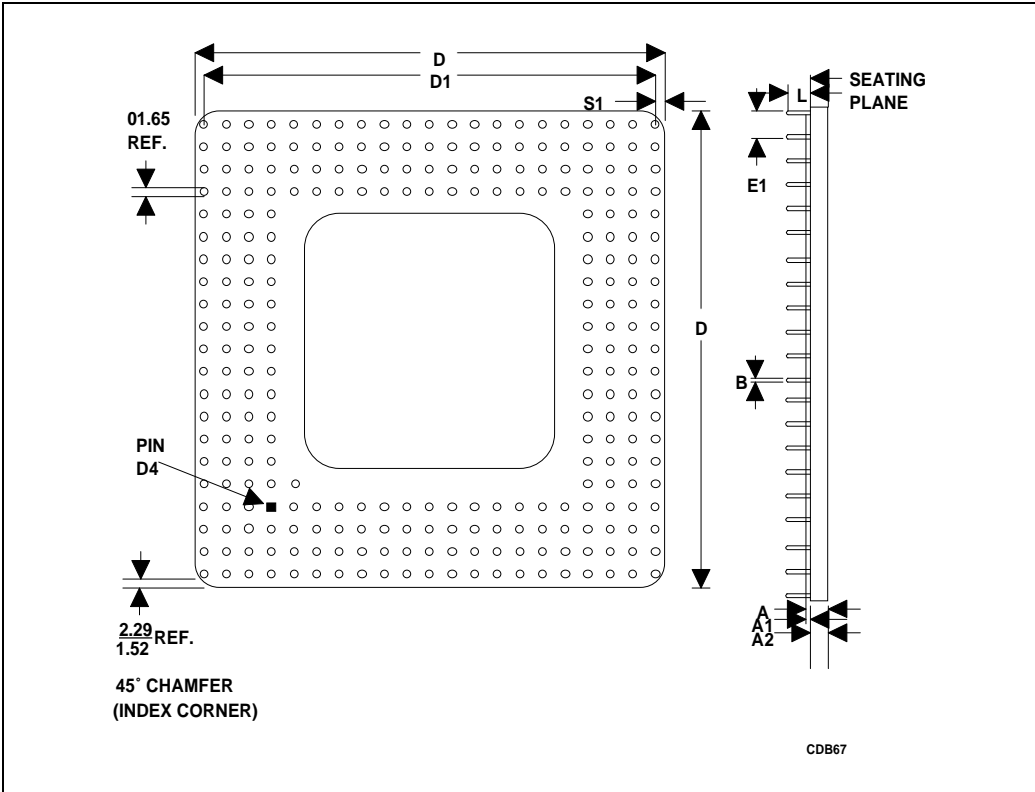 D
D1
S1
L
SEATING
PLANE
01.65
REF.
E1
D
B
PIN
D4
2.29
1.52
REF.
A
A1
A2
45° CHAMFER
(INDEX CORNER)
CDB67